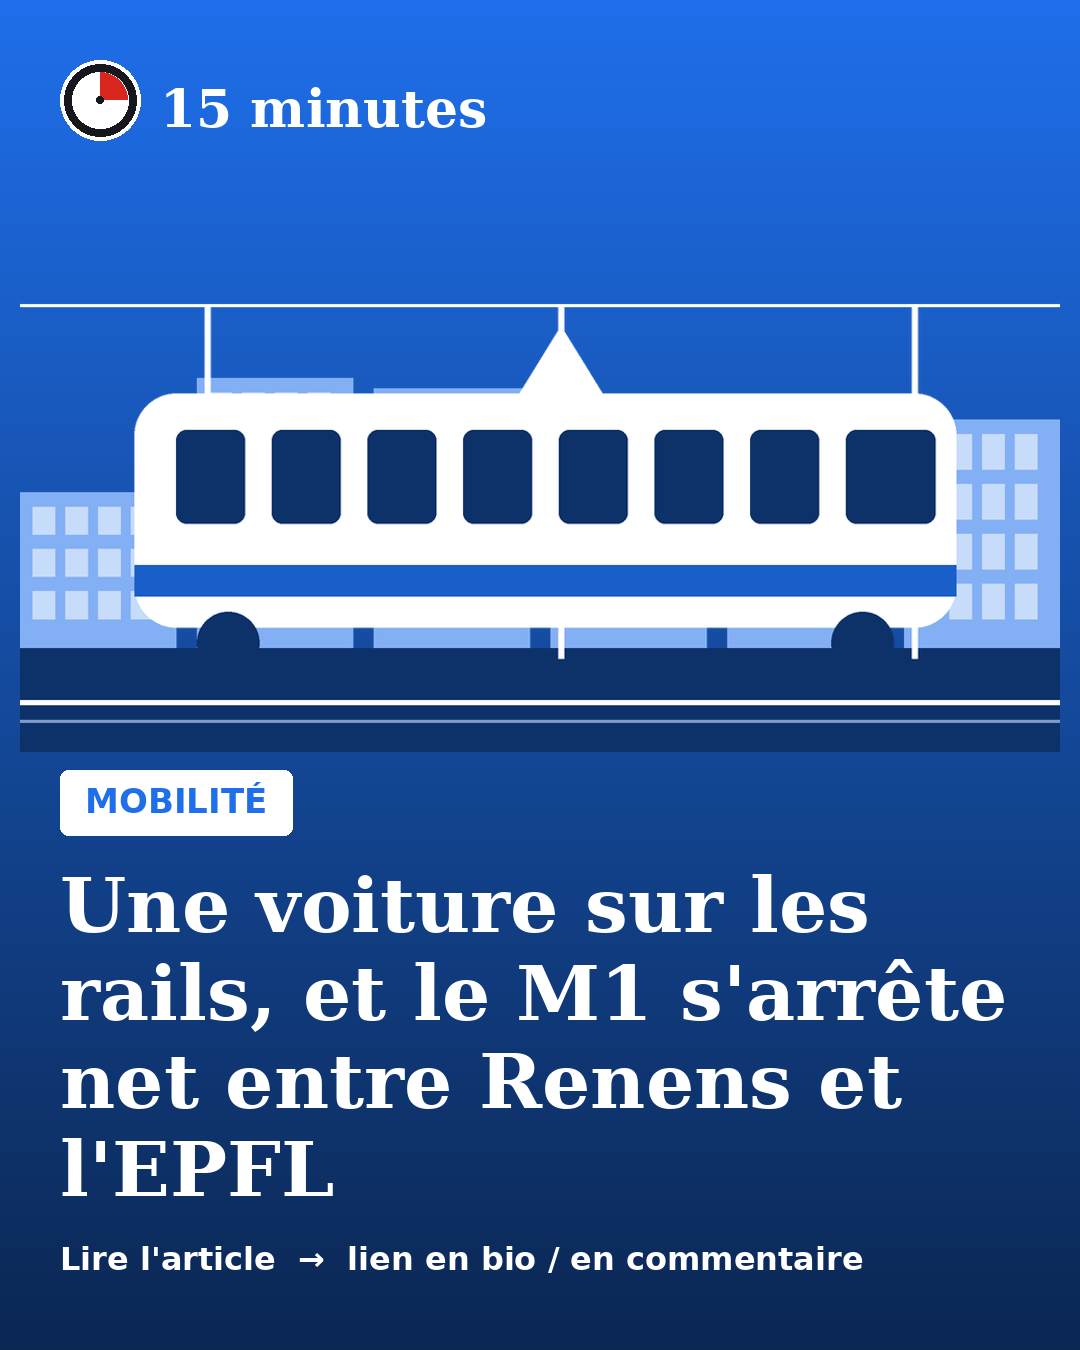 15 minutes
MOBILITÉ
Une voiture sur les
rails, et le M1 s'arrête
net entre Renens et
l'EPFL
Lire l'article → lien en bio / en commentaire